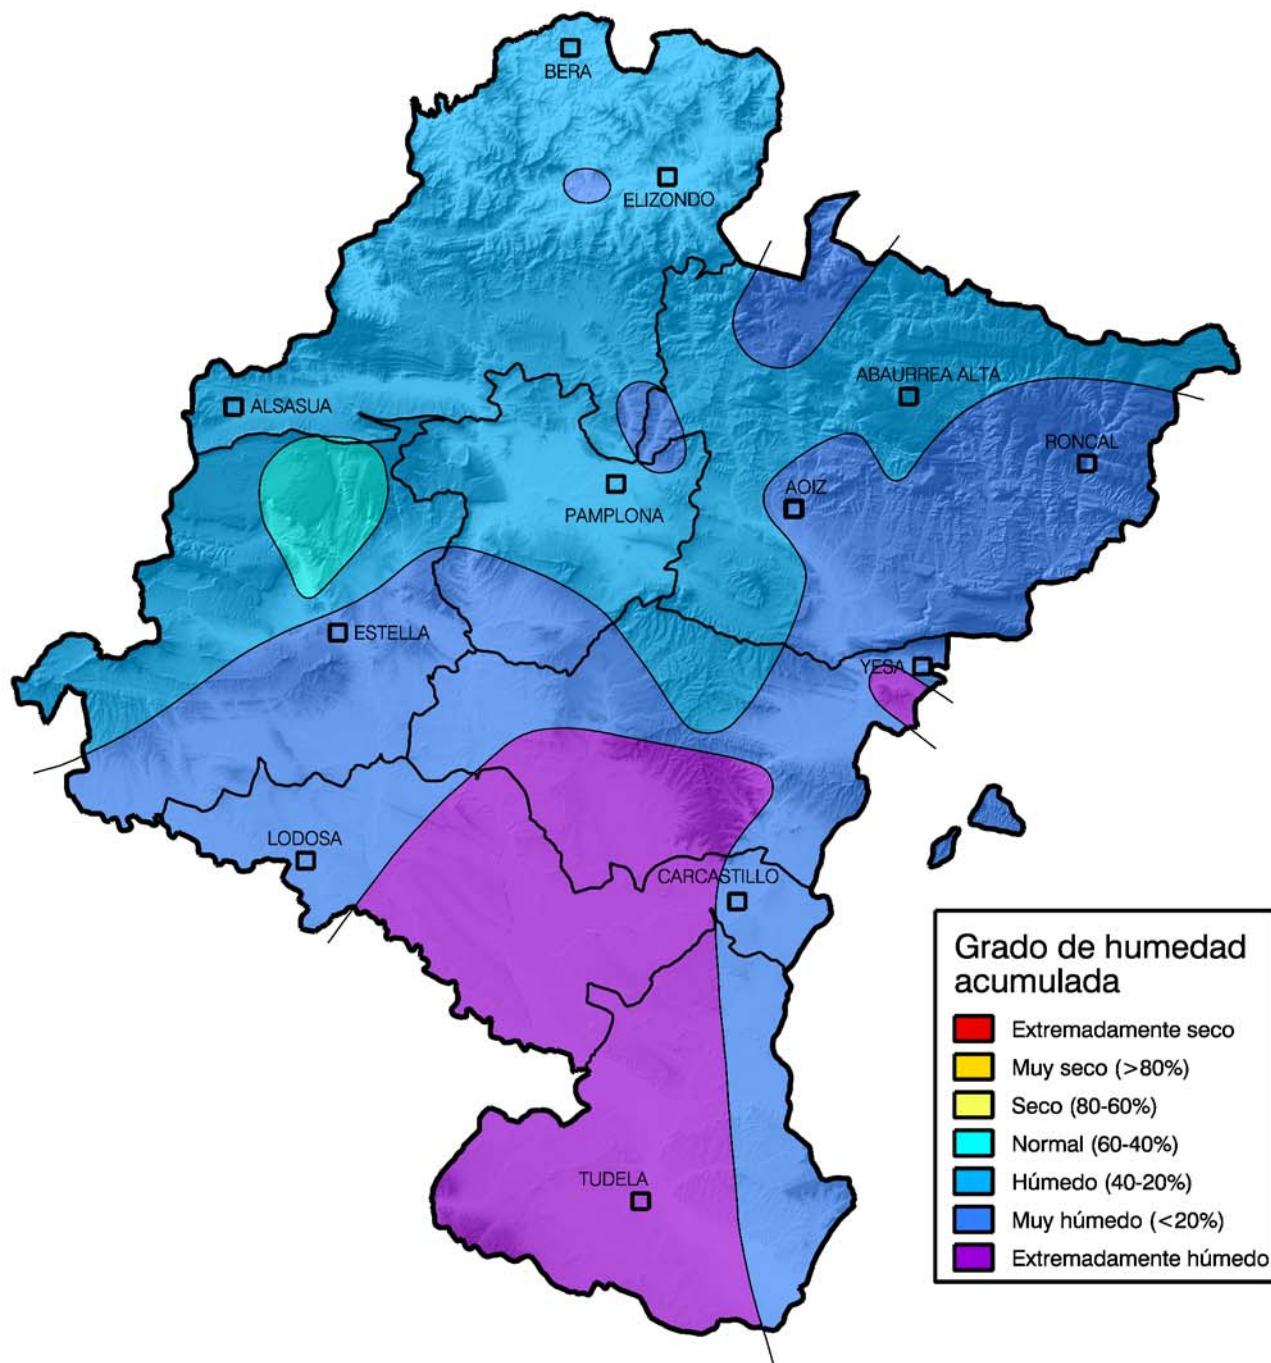 BERA
ELIZONDO
ABAURREA ALTA
ALSASUA
RONCAL
AOIZ
PAMPLONA
ESTELLA
YESA
LODOSA
CARCASTILLO
TUDELA
Grado de humedad
acumulada
Extremadamente seco
Muy seco (>80%)
Seco (80-60%)
Normal (60-40%)
Húmedo (40-20%)
Muy húmedo (<20%)
Extremadamente húmedo